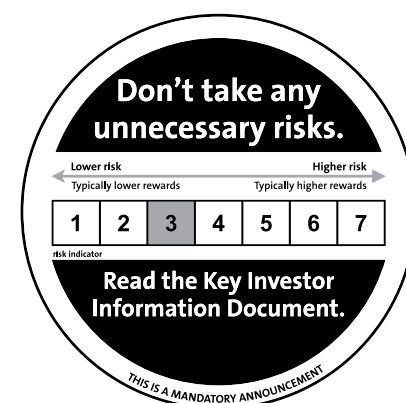 Don't take any
unnecessary risks.
Lower risk Higher risk
Typically lower rewards Typically higher rewards
1 2 3 4 5 6 7
risk indicator
Read the Key Investor
Information Document.
THIS IS A MANDATORY ANNOUNCEMENT